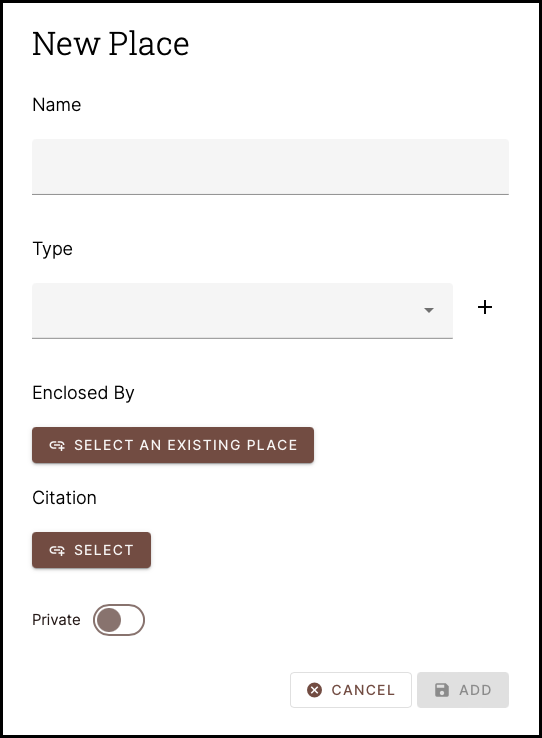 New Place
Name
Type
Enclosed By
SELECT AN EXISTING PLACE
Citation
SELECT
Private
CANCEL
ADD